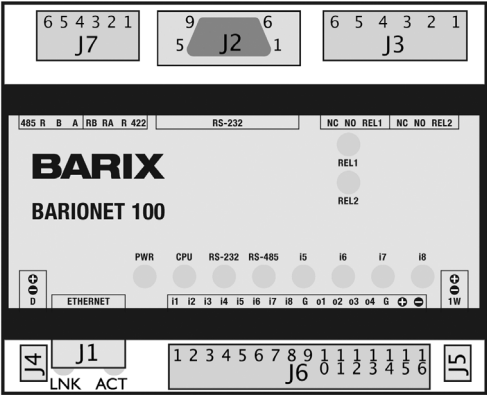 6 5 4 3 2 1
J7
9 6
5 1
J2
6 5 4 3 2 1
J3
485 R B A RB RA R 422
RS-232
NC NO REL1 NC NO REL2
BARIX
REL1
BARIONET 100
REL2
PWR CPU RS-232 RS-485 i5 i6 i7 i8
D ETHERNET i1 i2 i3 i4 i5 i6 i7 i8 G o1 o2 o3 o4 G + - 1W
J4 J1 1 2 3 4 5 6 7 8 9 10 11 12 13 14 15 16 J5
J6
LNK ACT